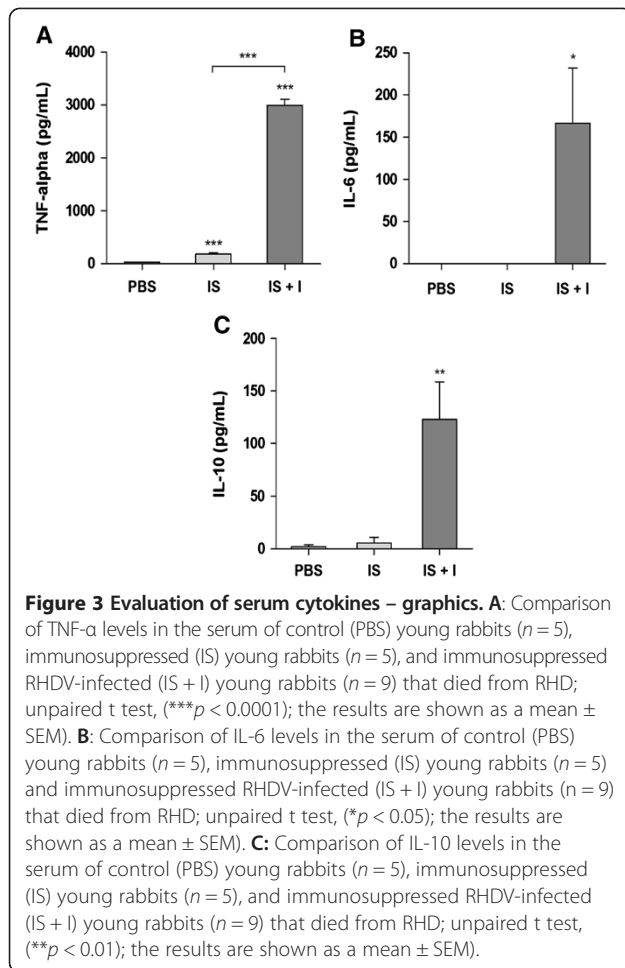 A
B
***
***
***
TNF-alpha (pg/mL)
4000
3000
2000
1000
0
PBS IS IS + I
*
IL-6 (pg/mL)
250
200
150
100
50
0
PBS IS IS + I
C
**
IL-10 (pg/mL)
200
150
100
50
0
PBS IS IS + I
Figure 3 Evaluation of serum cytokines – graphics. A: Comparison
of TNF-α levels in the serum of control (PBS) young rabbits (n = 5),
immunosuppressed (IS) young rabbits (n = 5), and immunosuppressed
RHDV-infected (IS + I) young rabbits (n = 9) that died from RHD;
unpaired t test, (***p < 0.0001); the results are shown as a mean ±
SEM). B: Comparison of IL-6 levels in the serum of control (PBS)
young rabbits (n = 5), immunosuppressed (IS) young rabbits (n = 5)
and immunosuppressed RHDV-infected (IS + I) young rabbits (n = 9)
that died from RHD; unpaired t test, (*p < 0.05); the results are
shown as a mean ± SEM). C: Comparison of IL-10 levels in the
serum of control (PBS) young rabbits (n = 5), immunosuppressed
(IS) young rabbits (n = 5), and immunosuppressed RHDV-infected
(IS + I) young rabbits (n = 9) that died from RHD; unpaired t test,
(**p < 0.01); the results are shown as a mean ± SEM).